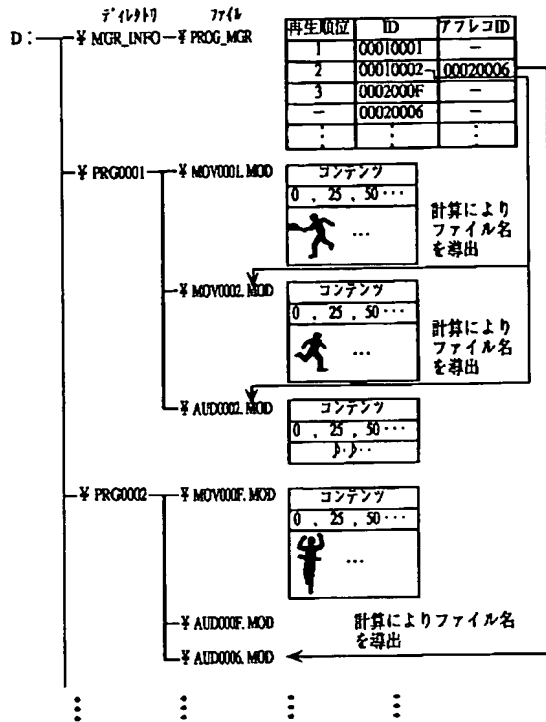 ディレクトリ ファイル
D: ¥ MGR_INFO ¥ PROG_MGR
再生順位 ID アフレコID
1 00010001 —
2 00010002 00020006
3 0002000F —
— 00020006 —
¥ PRG0001 ¥ MOV0001.MOD
コンテンツ
0 , 25 , 50 ···
···
計算により
ファイル名
を導出
¥ MOV0002.MOD
コンテンツ
0 , 25 , 50 ···
···
計算により
ファイル名
を導出
¥ AUD0002.MOD
コンテンツ
0 , 25 , 50 ···
♪·♪··
¥ PRG0002 ¥ MOV000F.MOD
コンテンツ
0 , 25 , 50 ···
···
¥ AUD000F.MOD
計算によりファイル名
を導出
¥ AUD0006.MOD